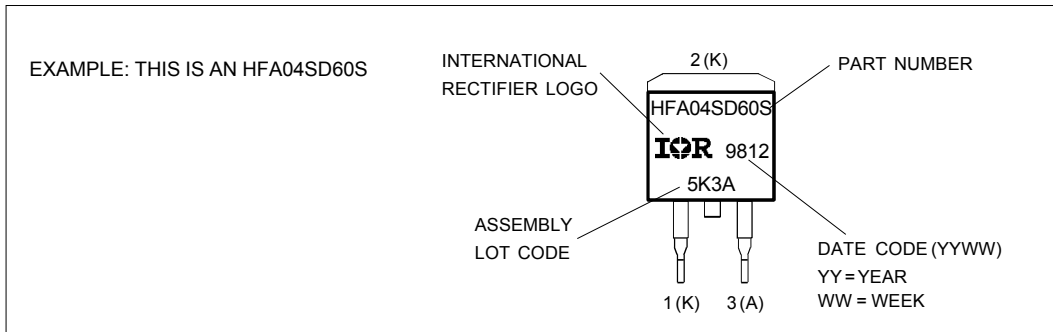 EXAMPLE: THIS IS AN HFA04SD60S
INTERNATIONAL
RECTIFIER LOGO
2 (K)
PART NUMBER
HFA04SD60S
IOR 9812
5K3A
ASSEMBLY
LOT CODE
DATE CODE (YYWW)
YY = YEAR
WW = WEEK
1 (K) 3 (A)